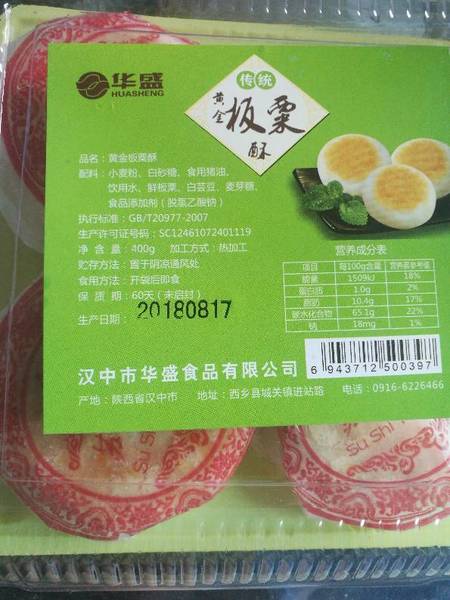 华盛
HUASHENG
传统
黄金
板栗
酥
品名：黄金板栗酥
配料：小麦粉、白砂糖、食用猪油、
饮用水、鲜板栗、白芸豆、麦芽糖、
食品添加剂（脱氢乙酸钠）
执行标准：GB/T20977-2007
生产许可证号码：SC12461072401119
净 含 量：400g 加工方式：热加工
贮存方法：置于阴凉通风处
食用方法：开袋后即食
保 质 期：60天（未启封）
生产日期： 20180817
营养成分表
项目 每100g含量 营养素参考值
能量 1509kJ 18%
蛋白质 1.0g 2%
脂肪 10.4g 17%
碳水化合物 65.1g 22%
钠 18mg 1%
6 943712 500397
汉中市华盛食品有限公司
产地：陕西省汉中市 地址：西乡县城关镇进站路 电话：0916-6226466
Su Shi
Su Shi